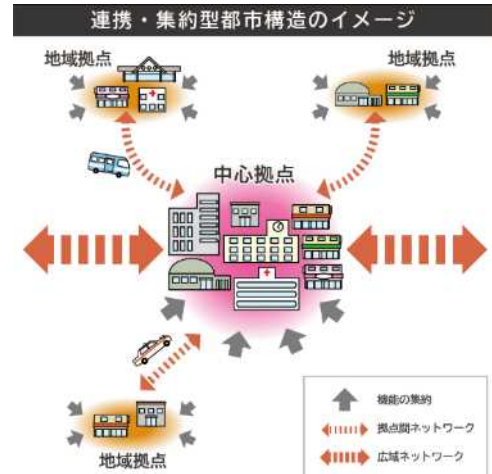 連携・集約型都市構造のイメージ
地域拠点
地域拠点
中心拠点
地域拠点
機能の集約
拠点間ネットワーク
広域ネットワーク